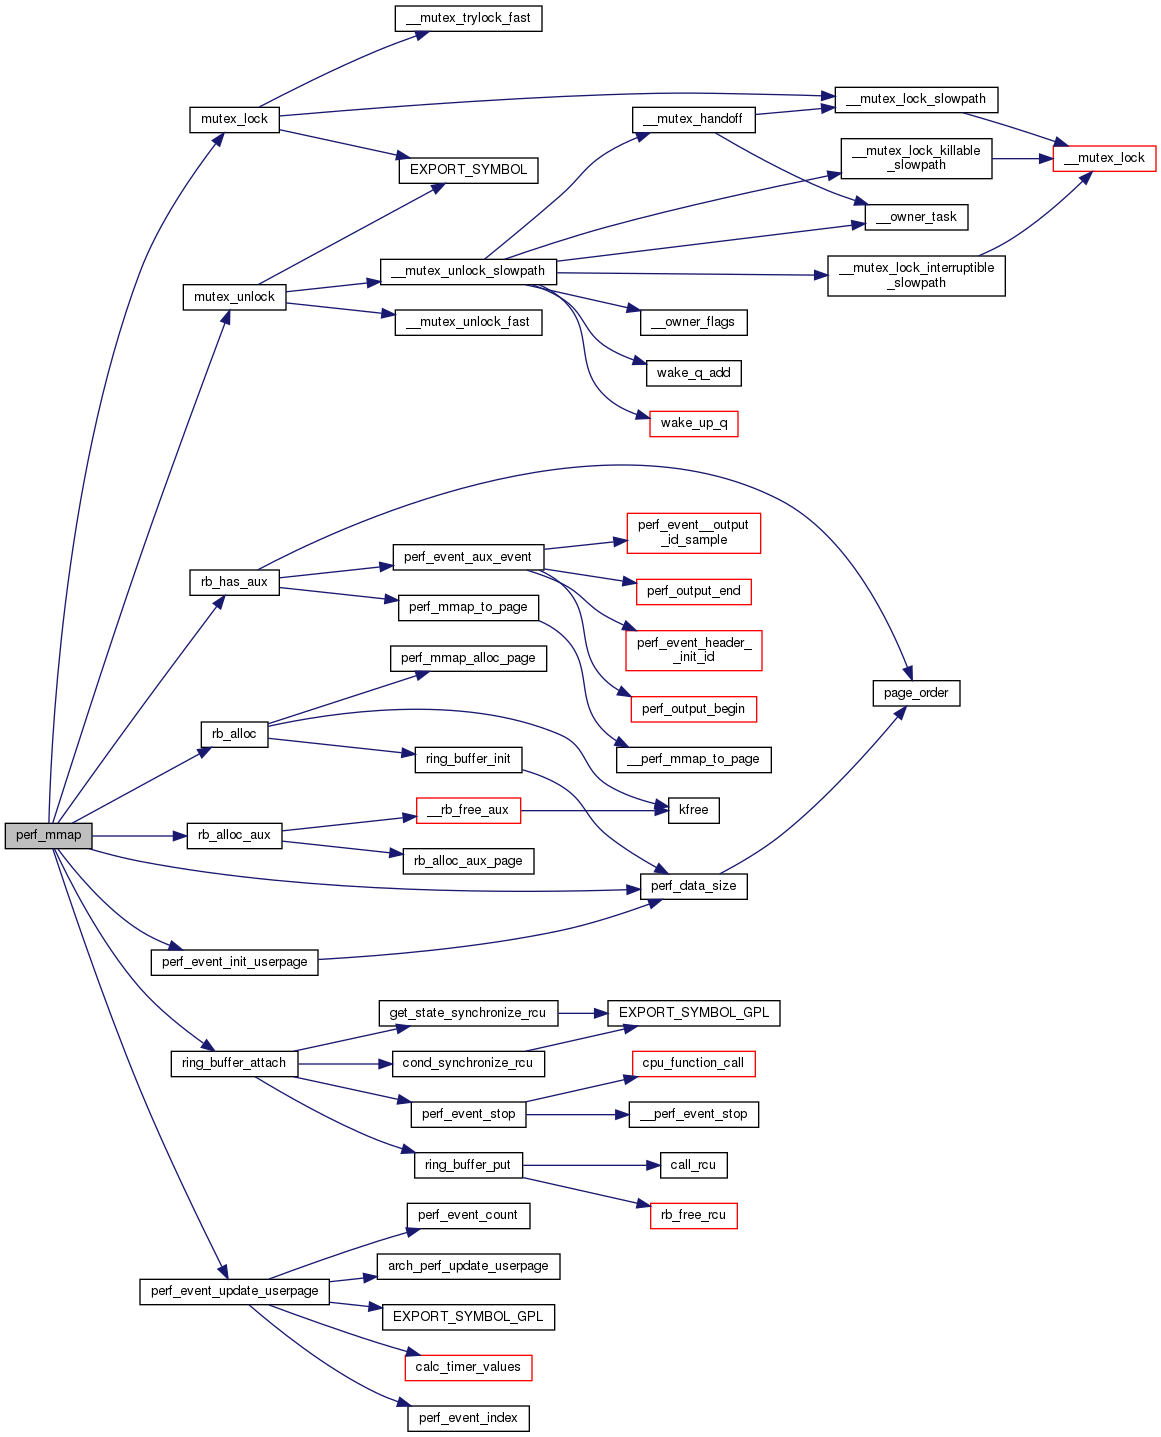 __mutex_trylock_fast
mutex_lock
__mutex_lock_slowpath
__mutex_handoff
__mutex_lock_killable
_slowpath
__mutex_lock
EXPORT_SYMBOL
__owner_task
__mutex_unlock_slowpath
__mutex_lock_interruptible
_slowpath
mutex_unlock
__mutex_unlock_fast
__owner_flags
wake_q_add
wake_up_q
perf_event__output
_id_sample
perf_event_aux_event
rb_has_aux
perf_output_end
perf_mmap_to_page
perf_event_header_
_init_id
perf_mmap_alloc_page
page_order
perf_output_begin
rb_alloc
ring_buffer_init
__perf_mmap_to_page
__rb_free_aux
kfree
perf_mmap
rb_alloc_aux
rb_alloc_aux_page
perf_data_size
perf_event_init_userpage
get_state_synchronize_rcu
EXPORT_SYMBOL_GPL
ring_buffer_attach
cond_synchronize_rcu
cpu_function_call
perf_event_stop
__perf_event_stop
ring_buffer_put
call_rcu
rb_free_rcu
perf_event_count
arch_perf_update_userpage
perf_event_update_userpage
EXPORT_SYMBOL_GPL
calc_timer_values
perf_event_index